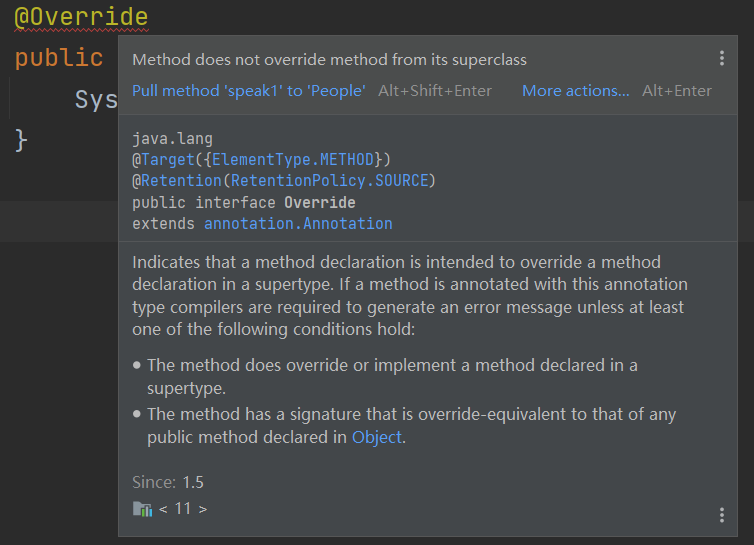 @Override
public
Method does not override method from its superclass
Pull method 'speak1' to 'People' Alt+Shift+Enter More actions... Alt+Enter
Sys
}
java.lang
@Target({ElementType.METHOD})
@Retention(RetentionPolicy.SOURCE)
public interface Override
extends annotation.Annotation
Indicates that a method declaration is intended to override a method
declaration in a supertype. If a method is annotated with this annotation
type compilers are required to generate an error message unless at least
one of the following conditions hold:
• The method does override or implement a method declared in a
supertype.
• The method has a signature that is override-equivalent to that of any
public method declared in Object.
Since: 1.5
< 11 >